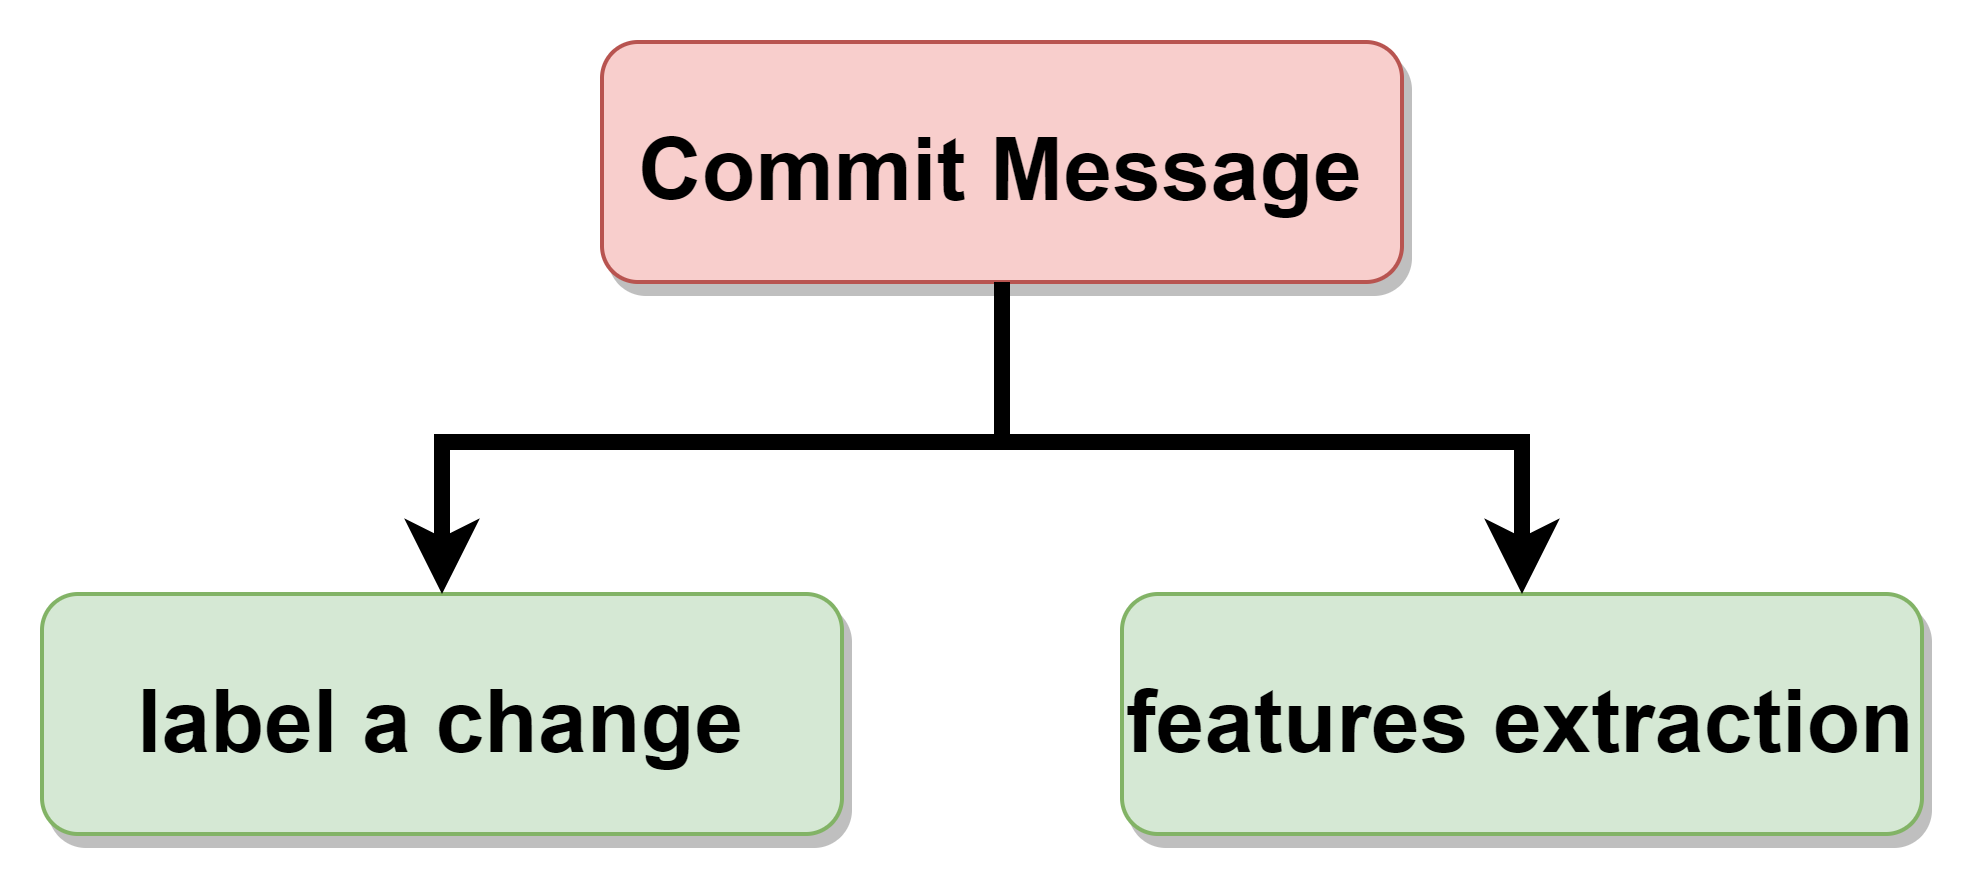 Commit Message
label a change
features extraction